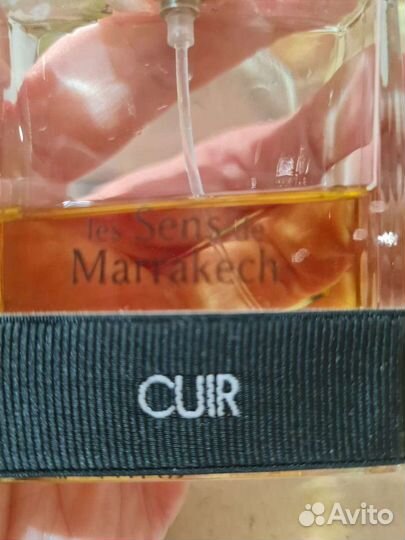 les Sens de
Marrakech
CUIR
Avito